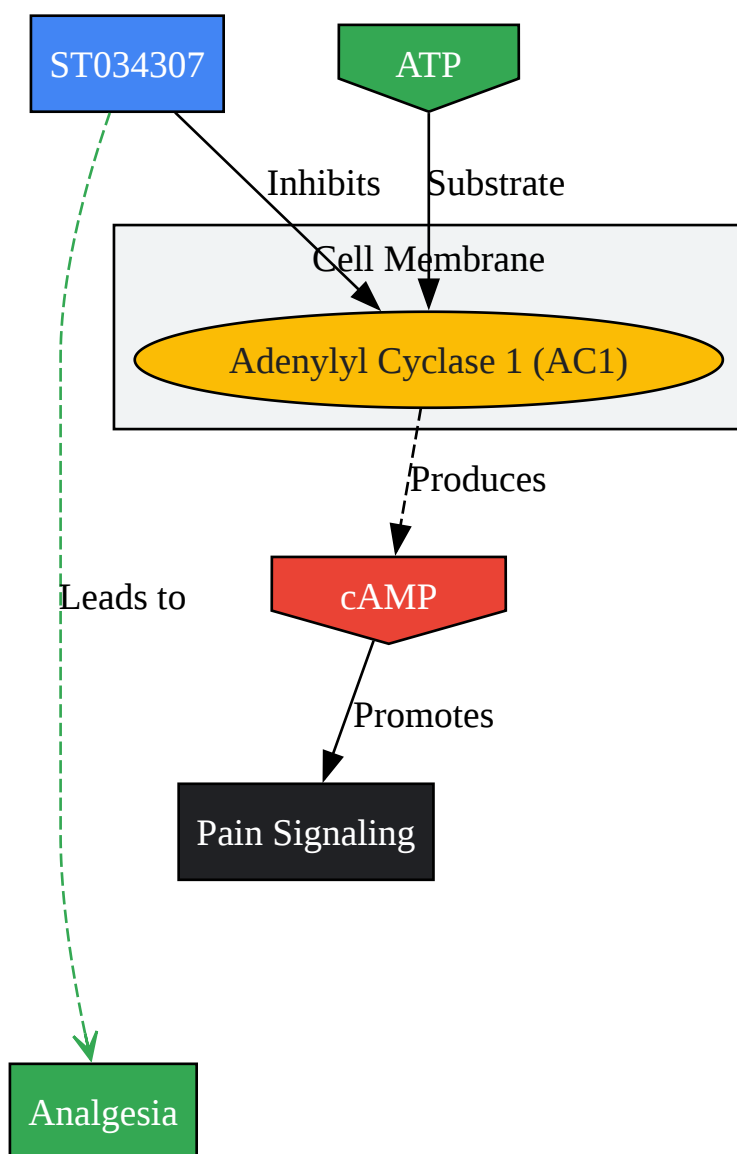 ST034307
ATP
Inhibits
Substrate
Cell Membrane
Adenylyl Cyclase 1 (AC1)
Produces
Leads to
cAMP
Promotes
Pain Signaling
Analgesia